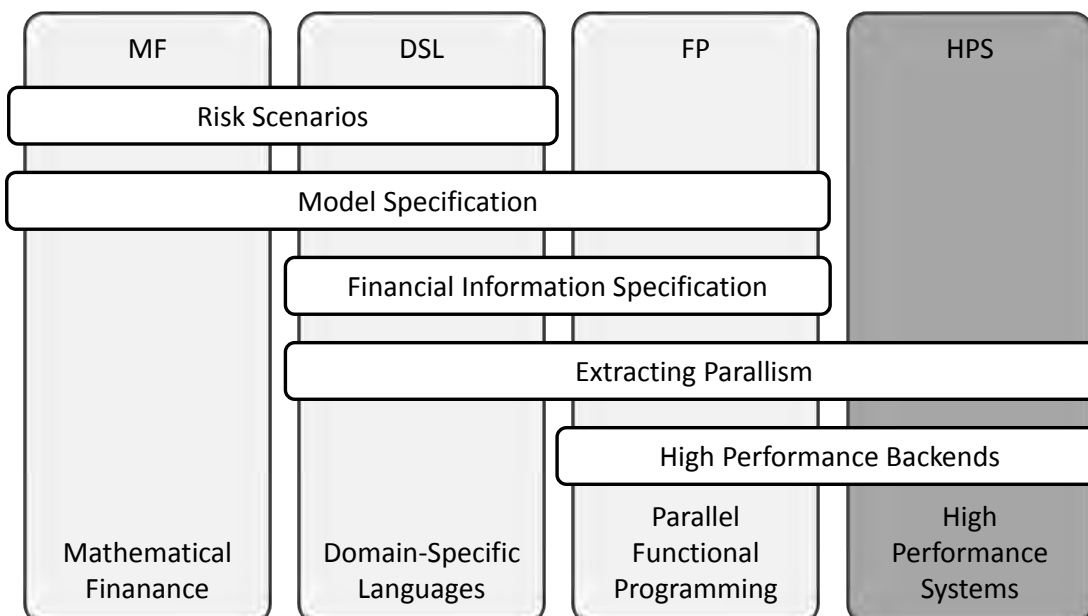 MF
DSL
FP
HPS
Risk Scenarios
Model Specification
Financial Information Specification
Extracting Parallism
High Performance Backends
Mathematical
Finanance
Domain-Specific
Languages
Parallel
Functional
Programming
High
Performance
Systems